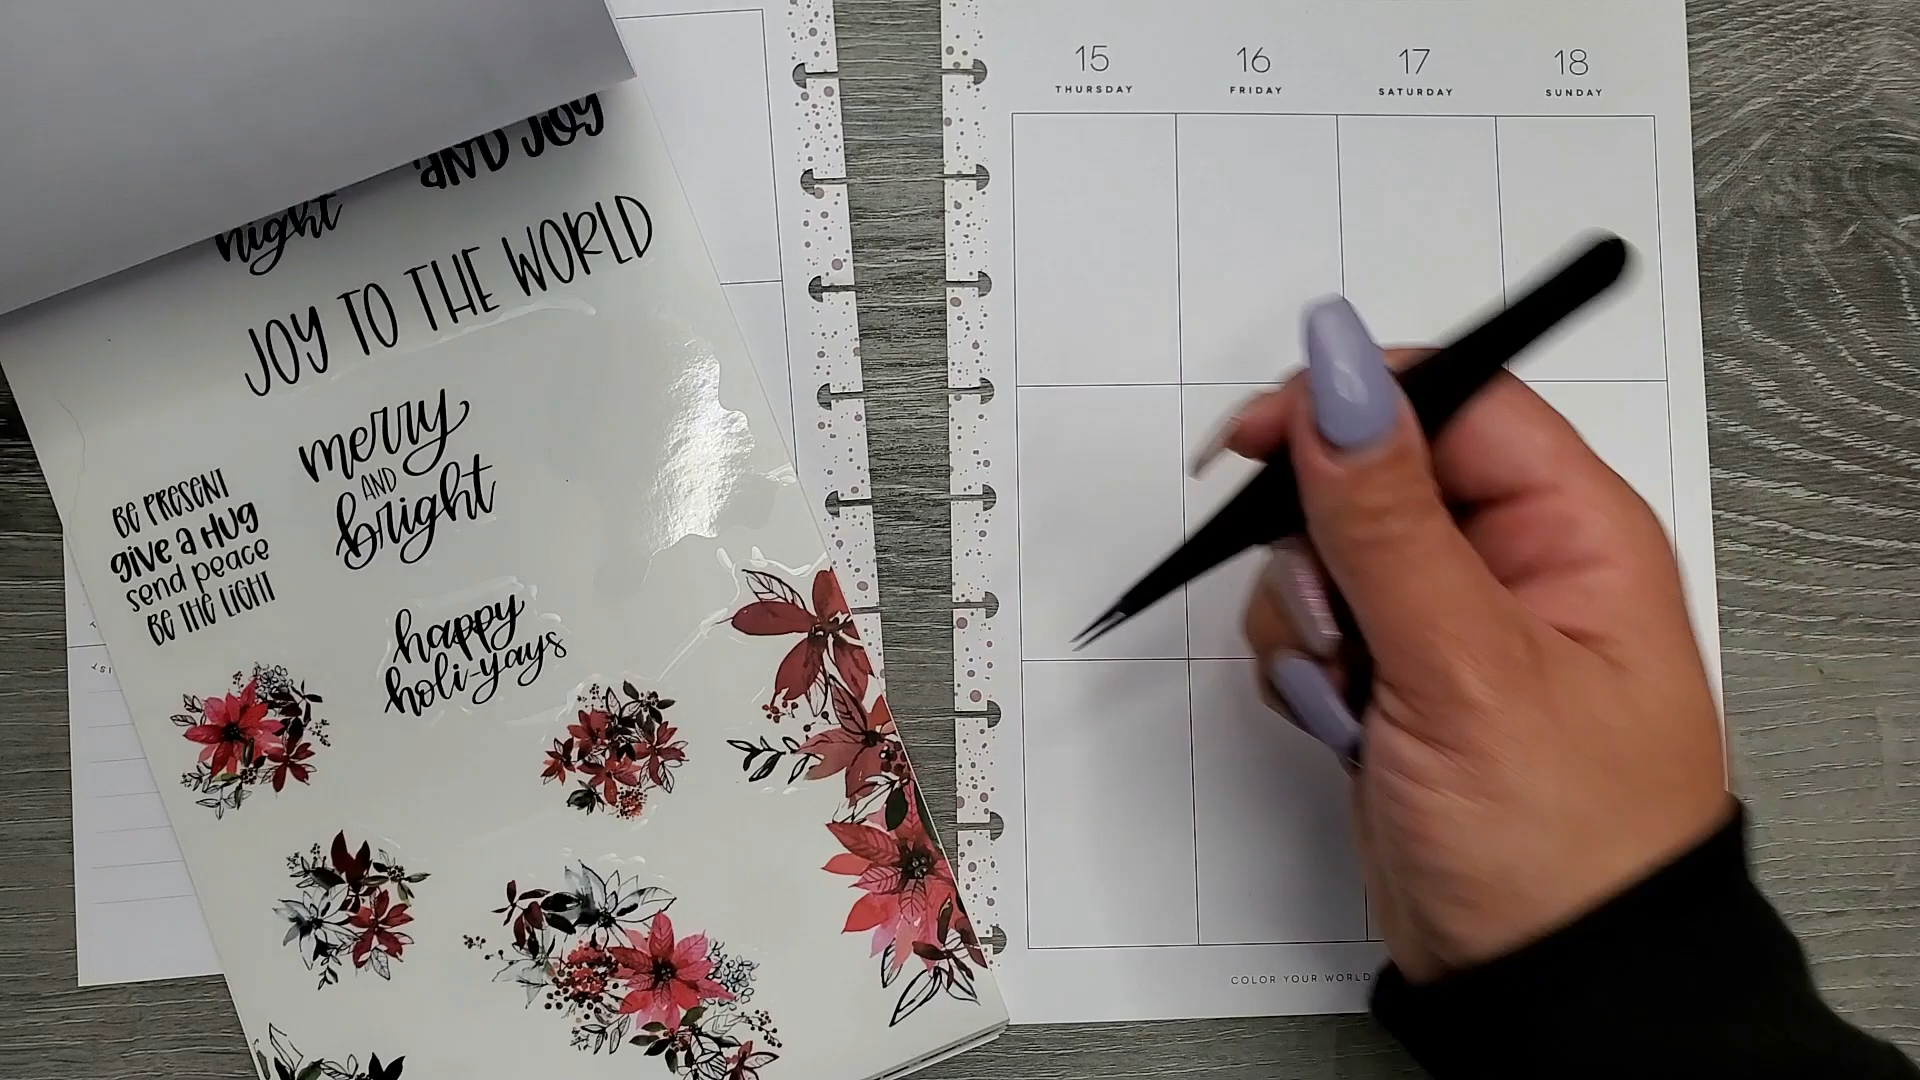 and JOY
night
JOY TO THE WORLD
merry
AND
bright
BE PRESENT
give a HUG
send peace
BE THE LIGHT
happy
holi-yays
15 16 17 18
THURSDAY FRIDAY SATURDAY SUNDAY
COLOR YOUR WORLD